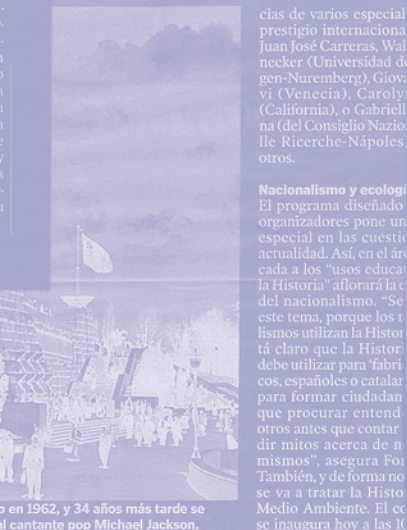 cias de varios especial
prestigio internaciona
Juan José Carreras, Wal
necker (Universidad de
gen-Nuremberg), Giova
vi (Venecia), Caroly
(California), o Gabriell
na (del Consiglio Nazio
lle Ricerche-Nápoles)
otros.
Nacionalismo y ecologí
El programa diseñado
organizadores pone un
especial en las cuestio
actualidad. Así, en el áre
cada a los "usos educat
la Historia" aflorará la c
del nacionalismo. "Se
este tema, porque los n
lismos utilizan la Histor
tá claro que la Histori
debe utilizar para 'fabri
cos, españoles o catalan
para formar ciudadan
que procurar entend
otros antes que contar
dir mitos acerca de n
mismos", asegura For
También, y de forma no
se va a tratar la Histo
Medio Ambiente. El co
se inaugura hoy a las
o en 1962, y 34 años más tarde se
al cantante pop Michael Jackson.